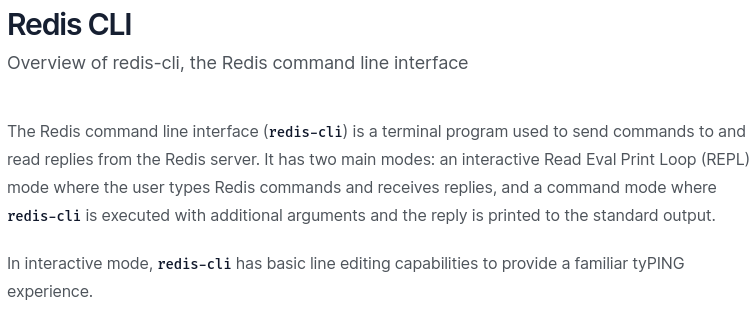 Redis CLI
Overview of redis-cli, the Redis command line interface
The Redis command line interface (redis-cli) is a terminal program used to send commands to and
read replies from the Redis server. It has two main modes: an interactive Read Eval Print Loop (REPL)
mode where the user types Redis commands and receives replies, and a command mode where
redis-cli is executed with additional arguments and the reply is printed to the standard output.
In interactive mode, redis-cli has basic line editing capabilities to provide a familiar tyPING
experience.